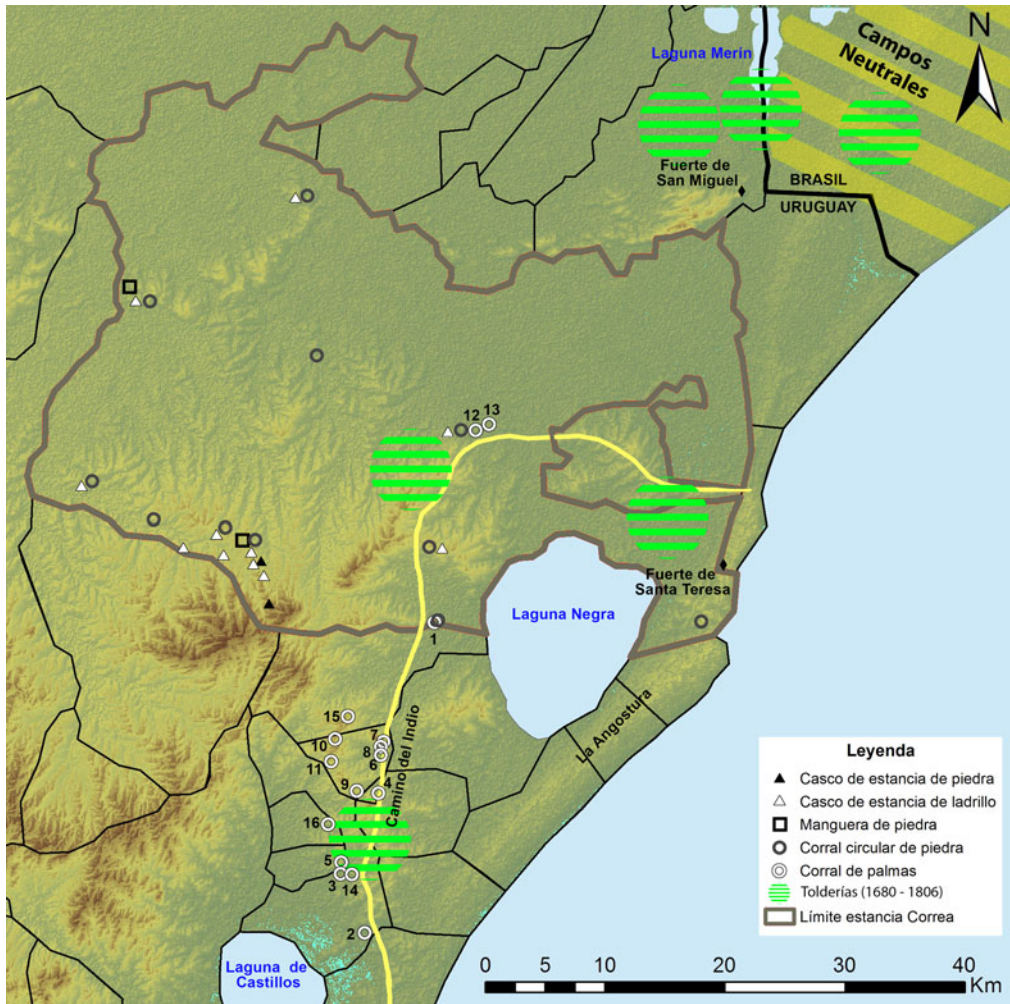 Laguna Merín
Campos
Neutrales
N
Fuerte de
San Miguel
BRASIL
URUGUAY
12
13
Fuerte de
Santa Teresa
Laguna Negra
1
La Angostura
15
10
7
8
11
6
Camino del Indio
9
4
16
5
3
14
2
Laguna de
Castillos
Leyenda
Casco de estancia de piedra
Casco de estancia de ladrillo
Manguera de piedra
Corral circular de piedra
Corral de palmas
Tolderías (1680 - 1806)
Límite estancia Correa
0 5 10 20 30 40
Km